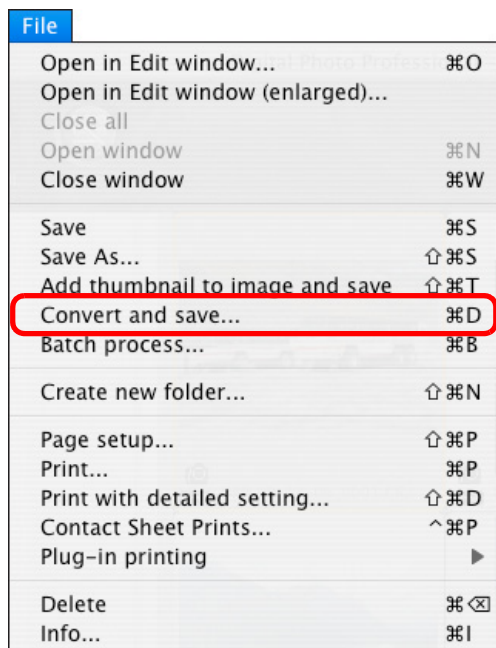 File
Open in Edit window... ⌘O
Open in Edit window (enlarged)...
Close all
Open window ⌘N
Close window ⌘W
Save ⌘S
Save As... ⇧⌘S
Add thumbnail to image and save ⇧⌘T
Convert and save... ⌘D
Batch process... ⌘B
Create new folder... ⇧⌘N
Page setup... ⇧⌘P
Print... ⌘P
Print with detailed setting... ⇧⌘D
Contact Sheet Prints... ^⌘P
Plug-in printing ▶
Delete ⌘⌫
Info... ⌘I